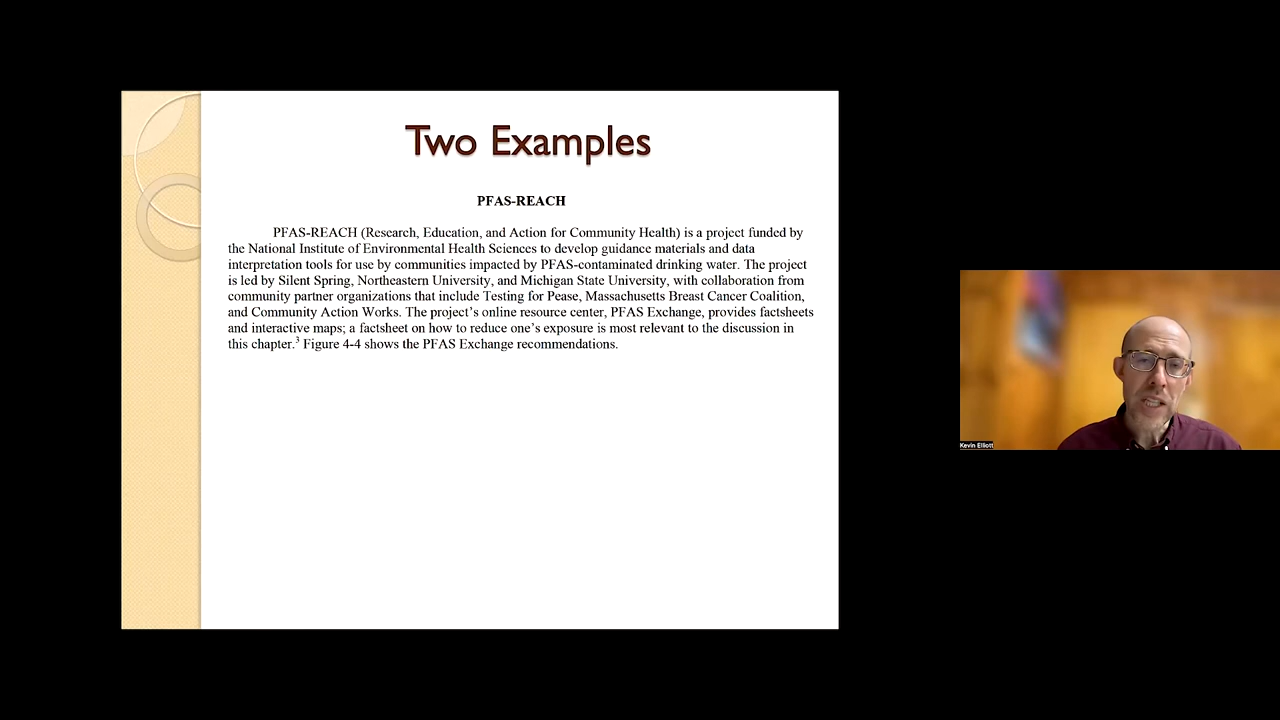 Two Examples
PFAS-REACH
PFAS-REACH (Research, Education, and Action for Community Health) is a project funded by
the National Institute of Environmental Health Sciences to develop guidance materials and data
interpretation tools for use by communities impacted by PFAS-contaminated drinking water. The project
is led by Silent Spring, Northeastern University, and Michigan State University, with collaboration from
community partner organizations that include Testing for Pease, Massachusetts Breast Cancer Coalition,
and Community Action Works. The project's online resource center, PFAS Exchange, provides factsheets
and interactive maps; a factsheet on how to reduce one's exposure is most relevant to the discussion in
this chapter.3 Figure 4-4 shows the PFAS Exchange recommendations.
Kevin Elliott